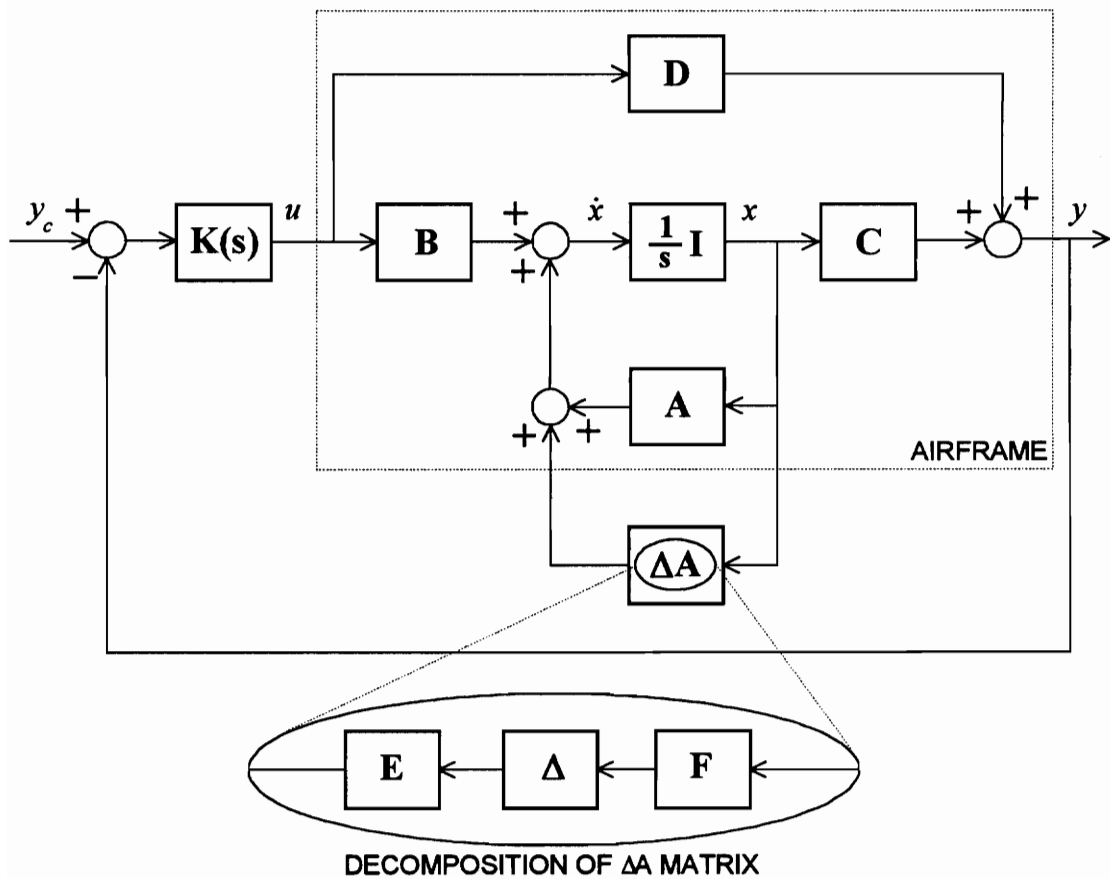 D
y_c + − K(s) u B + + ẋ 1/s I x C + + y
A
+ +
AIRFRAME
ΔA
E Δ F
DECOMPOSITION OF ΔA MATRIX